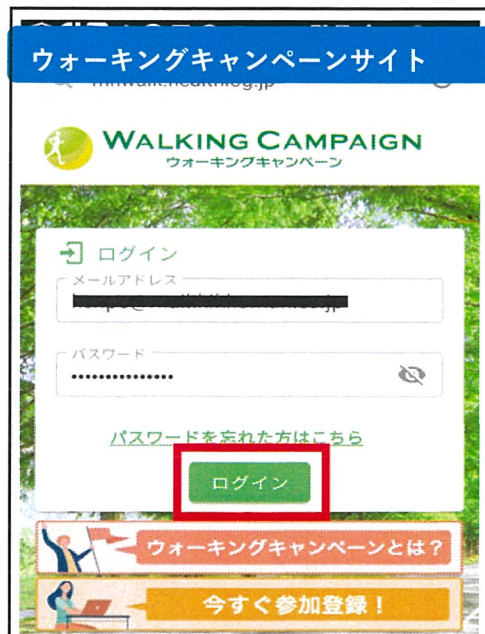 ウォーキングキャンペーンサイト
WALKING CAMPAIGN
ウォーキングキャンペーン
ログイン
メールアドレス
パスワード
•••••••••••••••
パスワードを忘れた方はこちら
ログイン
ウォーキングキャンペーンとは？
今すぐ参加登録！